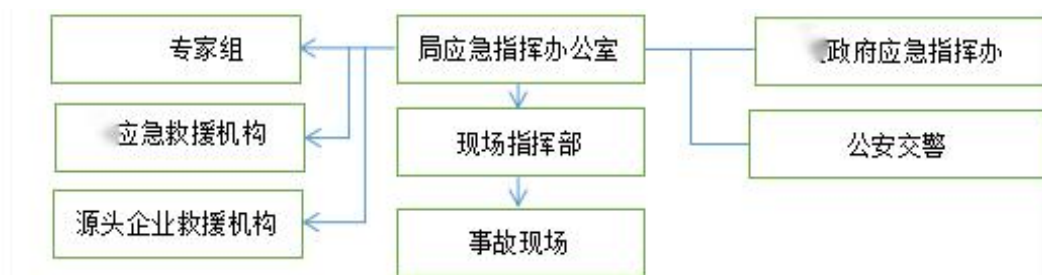 专家组
局应急指挥办公室
政府应急指挥办
应急救援机构
现场指挥部
公安交警
源头企业救援机构
事故现场